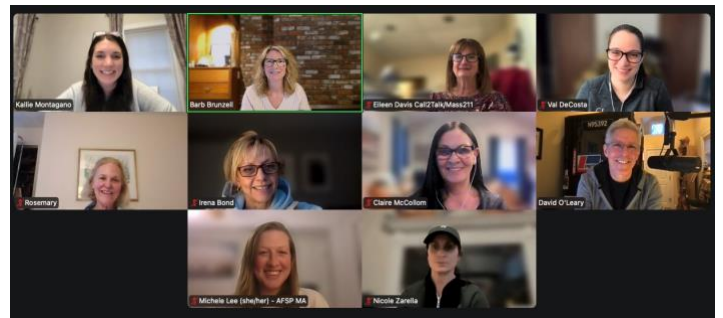 Kallie Montagano
Barb Brunzell
Eileen Davis Call2Talk/Mass211
Val DeCosta
Rosemary
Irena Bond
Claire McCollom
David O'Leary
Michele Lee (she/her) - AFSP MA
Nicole Zarella